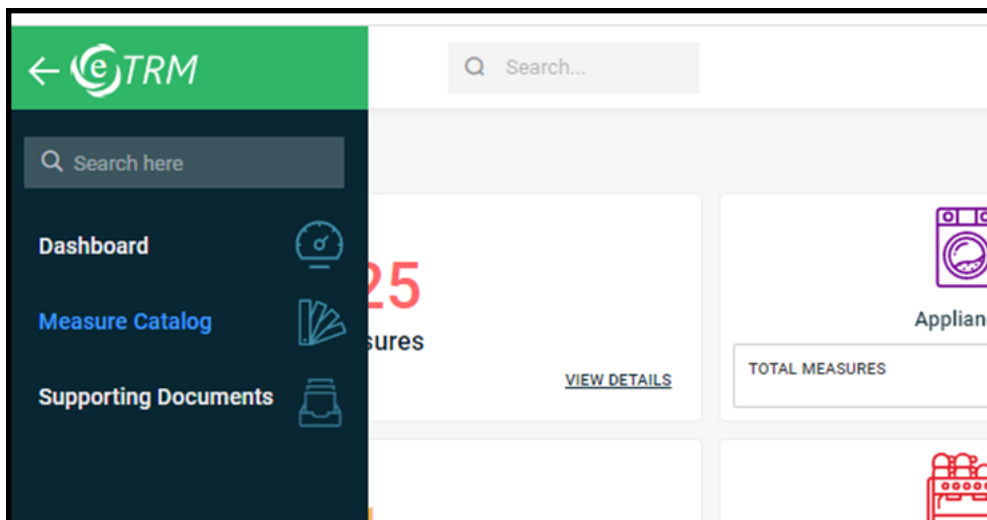 eTRM
Search...
Search here
Dashboard
Measure Catalog
Supporting Documents
25
sures
VIEW DETAILS
Applian
TOTAL MEASURES